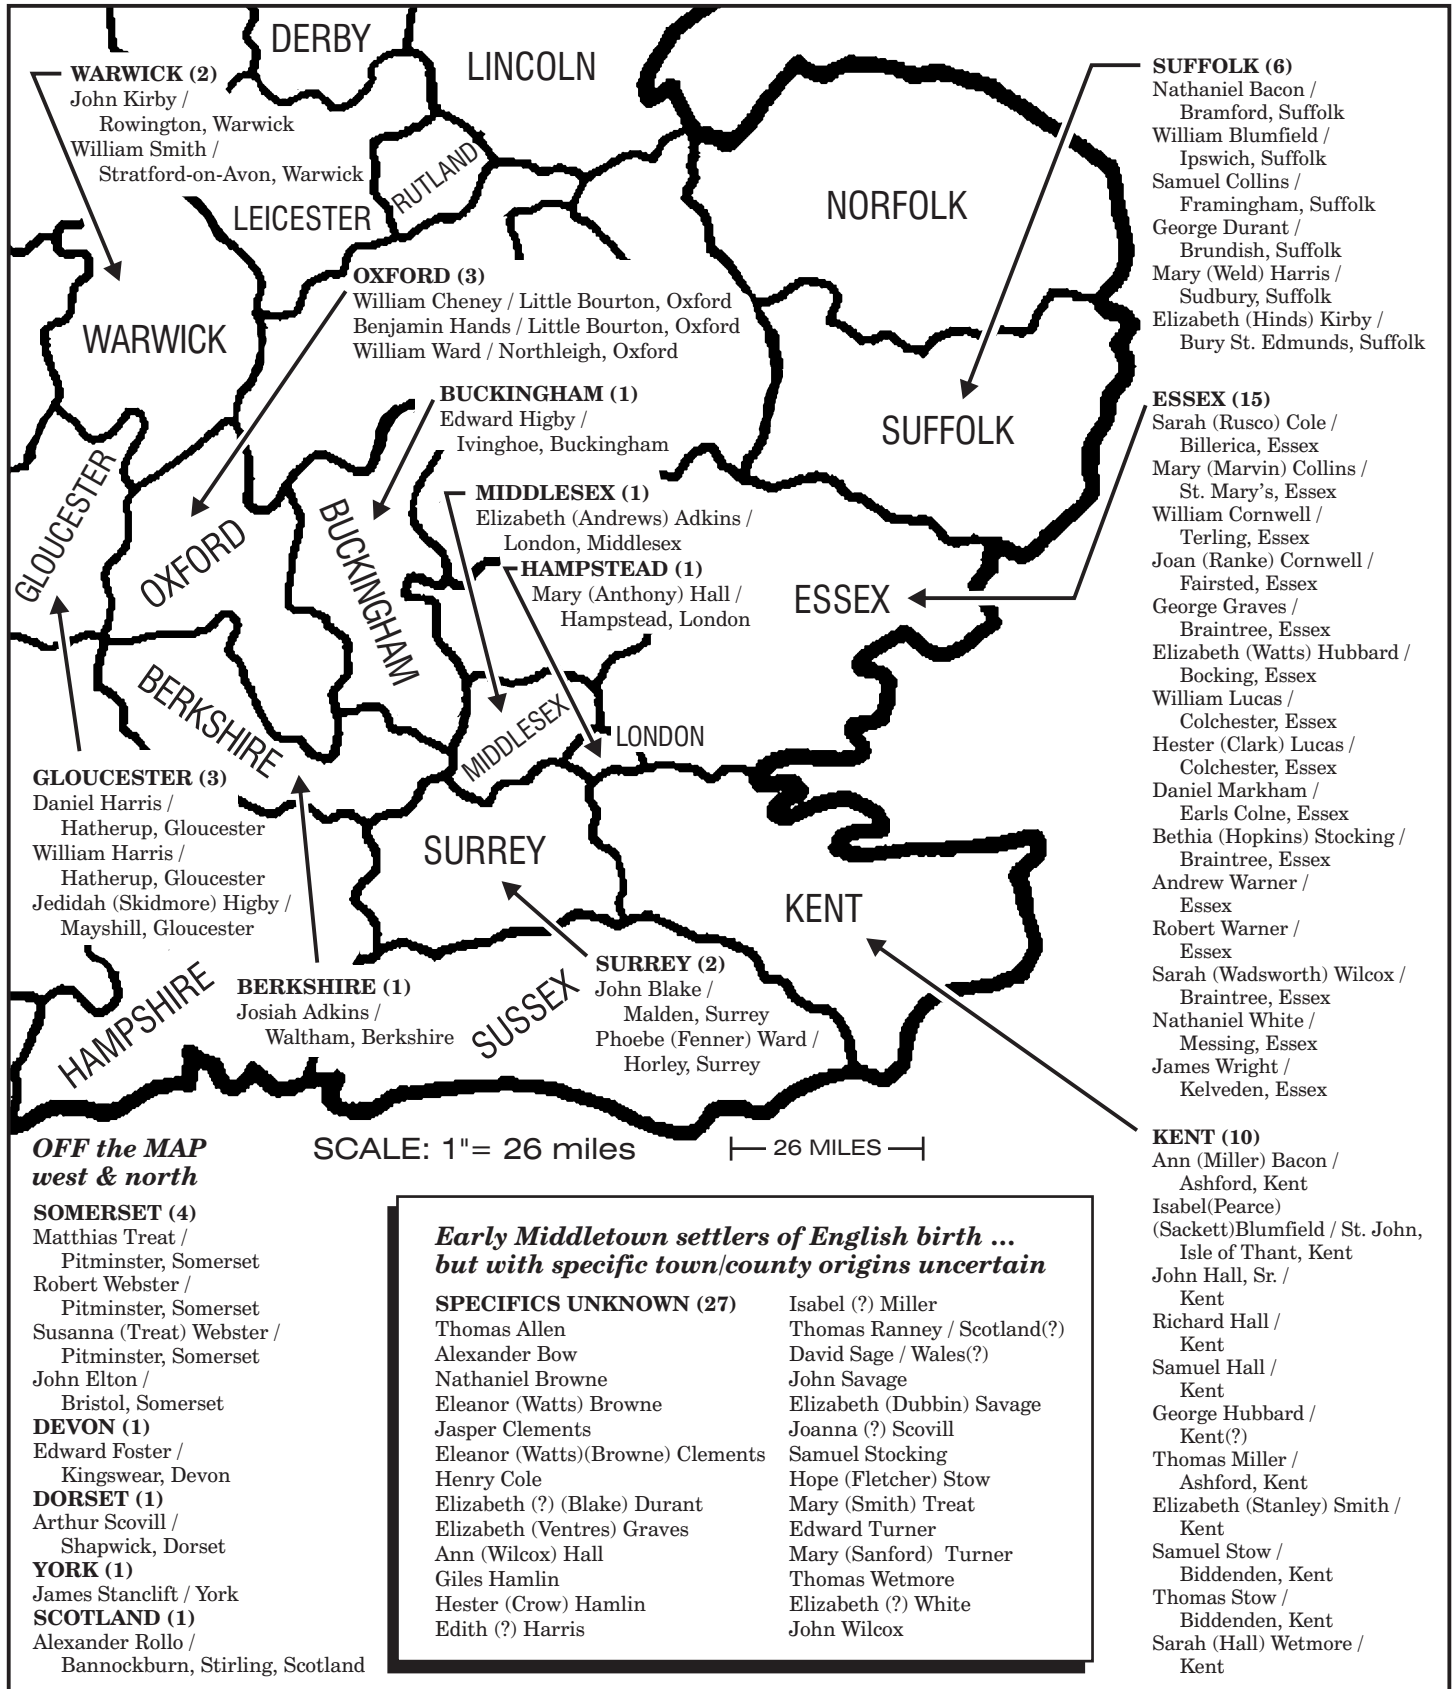 DERBY
LINCOLN
RUTLAND
LEICESTER
NORFOLK
WARWICK
SUFFOLK
GLOUCESTER
OXFORD
BUCKINGHAM
ESSEX
BERKSHIRE
MIDDLESEX
LONDON
SURREY
KENT
HAMPSHIRE
SUSSEX
WARWICK (2)
John Kirby /
Rowington, Warwick
William Smith /
Stratford-on-Avon, Warwick
OXFORD (3)
William Cheney / Little Bourton, Oxford
Benjamin Hands / Little Bourton, Oxford
William Ward / Northleigh, Oxford
BUCKINGHAM (1)
Edward Higby /
Ivinghoe, Buckingham
MIDDLESEX (1)
Elizabeth (Andrews) Adkins /
London, Middlesex
HAMPSTEAD (1)
Mary (Anthony) Hall /
Hampstead, London
GLOUCESTER (3)
Daniel Harris /
Hatherup, Gloucester
William Harris /
Hatherup, Gloucester
Jedidah (Skidmore) Higby /
Mayshill, Gloucester
BERKSHIRE (1)
Josiah Adkins /
Waltham, Berkshire
SURREY (2)
John Blake /
Malden, Surrey
Phoebe (Fenner) Ward /
Horley, Surrey
SUFFOLK (6)
Nathaniel Bacon /
Bramford, Suffolk
William Blumfield /
Ipswich, Suffolk
Samuel Collins /
Framingham, Suffolk
George Durant /
Brundish, Suffolk
Mary (Weld) Harris /
Sudbury, Suffolk
Elizabeth (Hinds) Kirby /
Bury St. Edmunds, Suffolk
ESSEX (15)
Sarah (Rusco) Cole /
Billerica, Essex
Mary (Marvin) Collins /
St. Mary's, Essex
William Cornwell /
Terling, Essex
Joan (Ranke) Cornwell /
Fairsted, Essex
George Graves /
Braintree, Essex
Elizabeth (Watts) Hubbard /
Bocking, Essex
William Lucas /
Colchester, Essex
Hester (Clark) Lucas /
Colchester, Essex
Daniel Markham /
Earls Colne, Essex
Bethia (Hopkins) Stocking /
Braintree, Essex
Andrew Warner /
Essex
Robert Warner /
Essex
Sarah (Wadsworth) Wilcox /
Braintree, Essex
Nathaniel White /
Messing, Essex
James Wright /
Kelveden, Essex
KENT (10)
Ann (Miller) Bacon /
Ashford, Kent
Isabel(Pearce)
(Sackett)Blumfield / St. John,
Isle of Thant, Kent
John Hall, Sr. /
Kent
Richard Hall /
Kent
Samuel Hall /
Kent
George Hubbard /
Kent(?)
Thomas Miller /
Ashford, Kent
Elizabeth (Stanley) Smith /
Kent
Samuel Stow /
Biddenden, Kent
Thomas Stow /
Biddenden, Kent
Sarah (Hall) Wetmore /
Kent
SCALE: 1"= 26 miles
26 MILES
OFF the MAP
west & north
SOMERSET (4)
Matthias Treat /
Pitminster, Somerset
Robert Webster /
Pitminster, Somerset
Susanna (Treat) Webster /
Pitminster, Somerset
John Elton /
Bristol, Somerset
DEVON (1)
Edward Foster /
Kingswear, Devon
DORSET (1)
Arthur Scovill /
Shapwick, Dorset
YORK (1)
James Stanclift / York
SCOTLAND (1)
Alexander Rollo /
Bannockburn, Stirling, Scotland
Early Middletown settlers of English birth ...
but with specific town/county origins uncertain
SPECIFICS UNKNOWN (27)
Thomas Allen
Alexander Bow
Nathaniel Browne
Eleanor (Watts) Browne
Jasper Clements
Eleanor (Watts)(Browne) Clements
Henry Cole
Elizabeth (?) (Blake) Durant
Elizabeth (Ventres) Graves
Ann (Wilcox) Hall
Giles Hamlin
Hester (Crow) Hamlin
Edith (?) Harris
Isabel (?) Miller
Thomas Ranney / Scotland(?)
David Sage / Wales(?)
John Savage
Elizabeth (Dubbin) Savage
Joanna (?) Scovill
Samuel Stocking
Hope (Fletcher) Stow
Mary (Smith) Treat
Edward Turner
Mary (Sanford) Turner
Thomas Wetmore
Elizabeth (?) White
John Wilcox